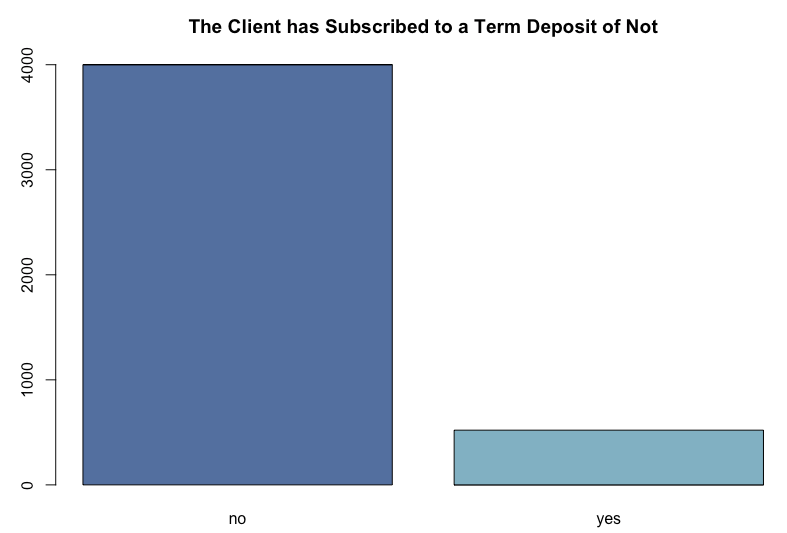 The Client has Subscribed to a Term Deposit of Not
4000
3000
2000
1000
0
no yes